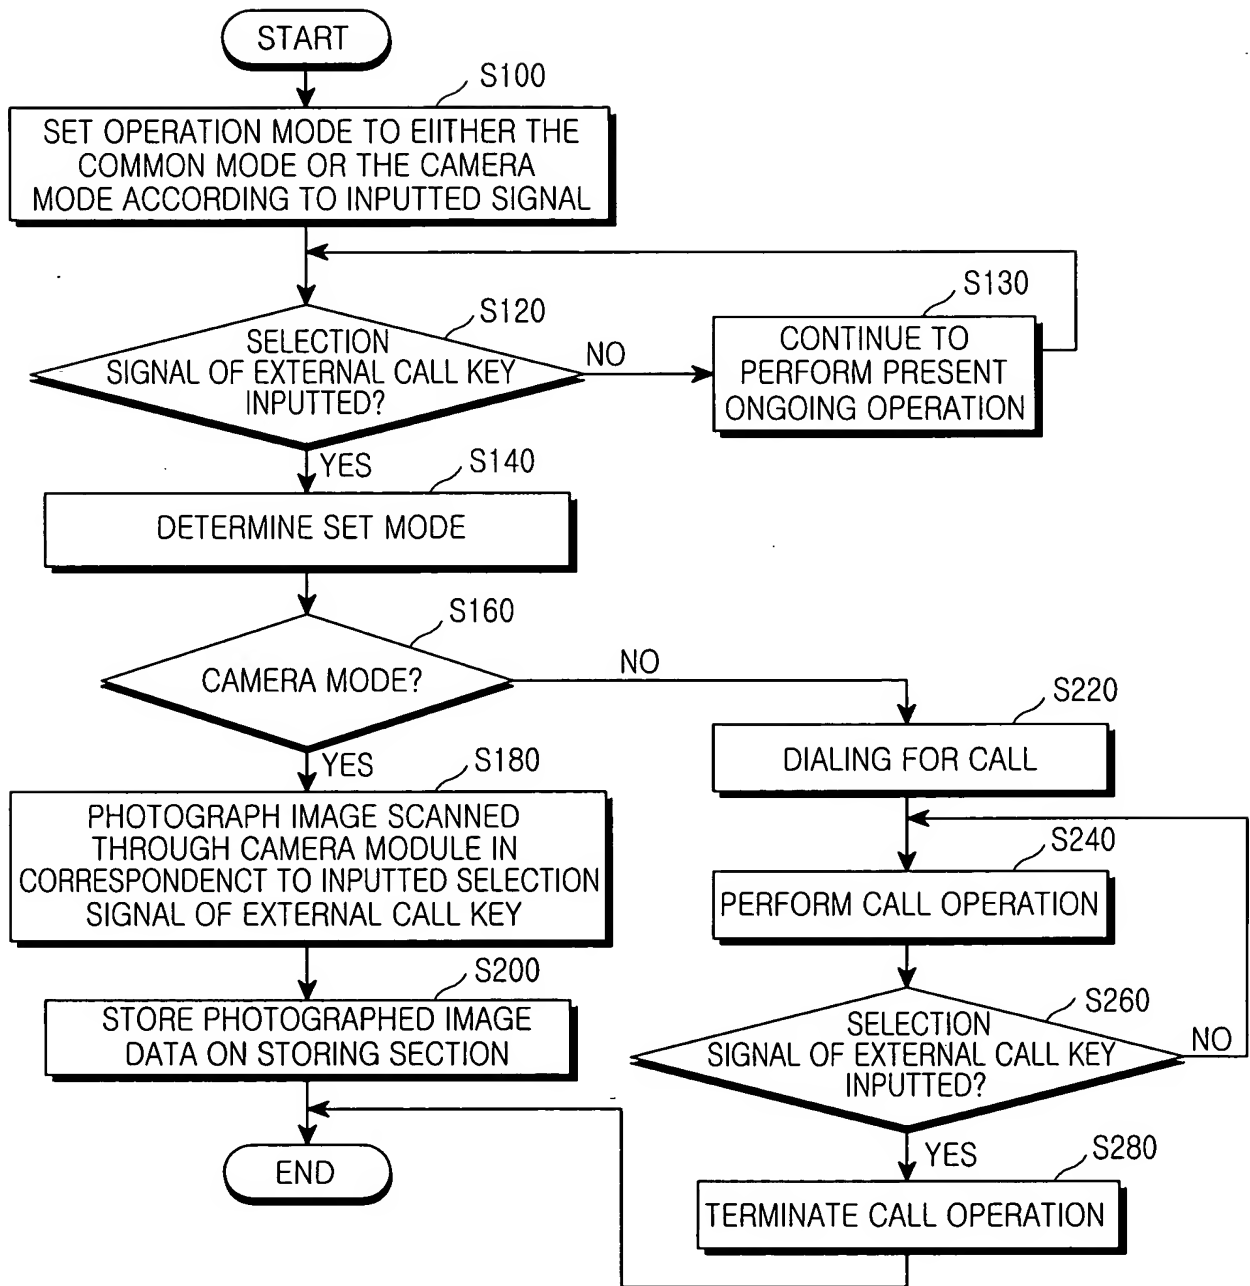 START
S100
SET OPERATION MODE TO EIITHER THE
COMMON MODE OR THE CAMERA
MODE ACCORDING TO INPUTTED SIGNAL
S120
SELECTION
SIGNAL OF EXTERNAL CALL KEY
INPUTTED?
NO
S130
CONTINUE TO
PERFORM PRESENT
ONGOING OPERATION
YES
S140
DETERMINE SET MODE
S160
CAMERA MODE?
NO
YES
S180
PHOTOGRAPH IMAGE SCANNED
THROUGH CAMERA MODULE IN
CORRESPONDENCT TO INPUTTED SELECTION
SIGNAL OF EXTERNAL CALL KEY
S200
STORE PHOTOGRAPHED IMAGE
DATA ON STORING SECTION
END
S220
DIALING FOR CALL
S240
PERFORM CALL OPERATION
S260
SELECTION
SIGNAL OF EXTERNAL CALL KEY
INPUTTED?
NO
YES
S280
TERMINATE CALL OPERATION